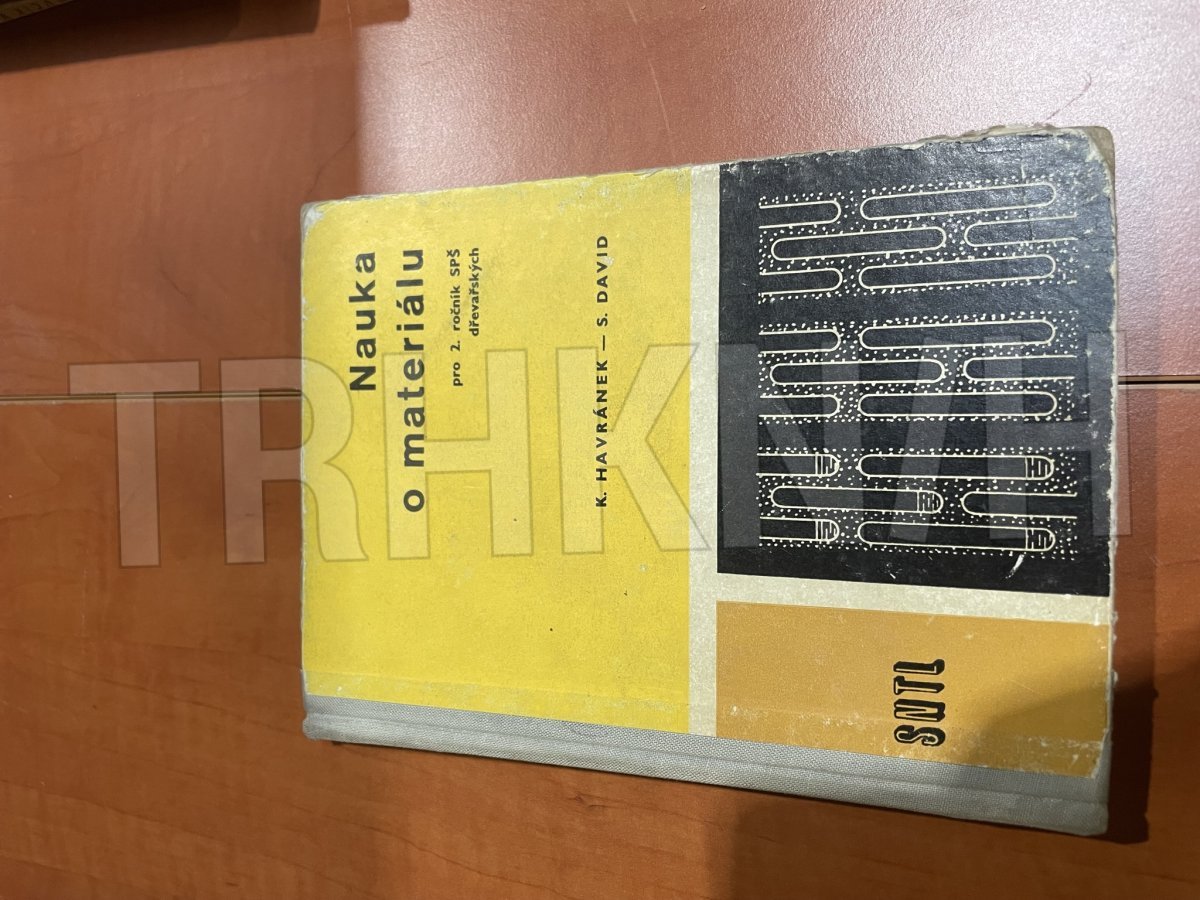 Nauka
o materiálu
pro 2. ročník SPŠ
dřevařských
K. HAVRÁNEK — S. DAVID
SNTL
TRHKNIH